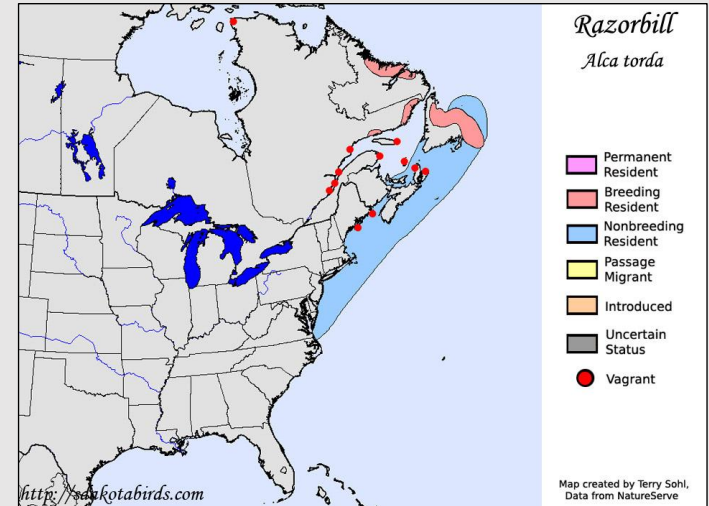 Razorbill
Alca torda
Permanent
Resident
Breeding
Resident
Nonbreeding
Resident
Passage
Migrant
Introduced
Uncertain
Status
Vagrant
http://sdakotabirds.com
Map created by Terry Sohl,
Data from NatureServe